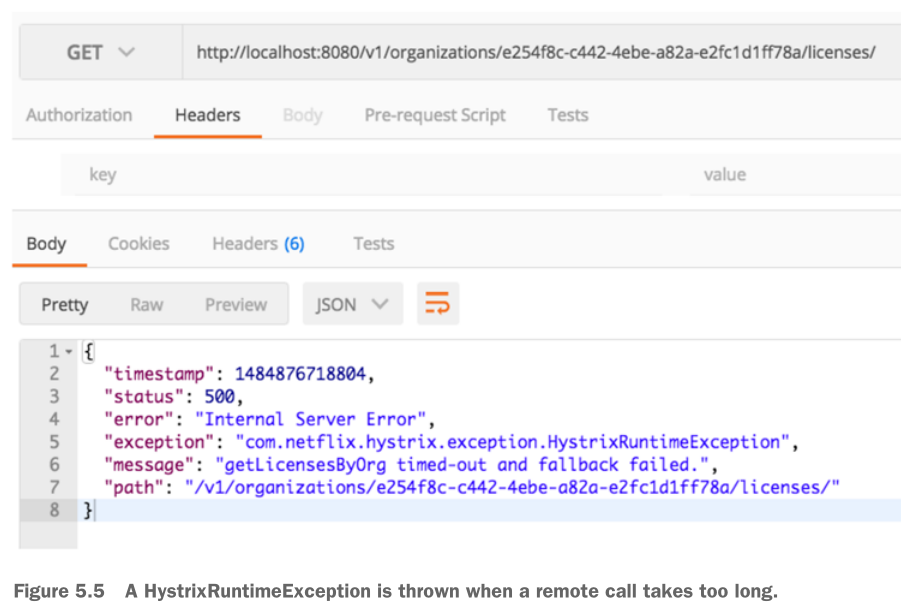 GET http://localhost:8080/v1/organizations/e254f8c-c442-4ebe-a82a-e2fc1d1ff78a/licenses/
Authorization Headers Body Pre-request Script Tests
key value
Body Cookies Headers (6) Tests
Pretty Raw Preview JSON
1 {
2 "timestamp": 1484876718804,
3 "status": 500,
4 "error": "Internal Server Error",
5 "exception": "com.netflix.hystrix.exception.HystrixRuntimeException",
6 "message": "getLicensesByOrg timed-out and fallback failed.",
7 "path": "/v1/organizations/e254f8c-c442-4ebe-a82a-e2fc1d1ff78a/licenses/"
8 }
Figure 5.5 A HystrixRuntimeException is thrown when a remote call takes too long.